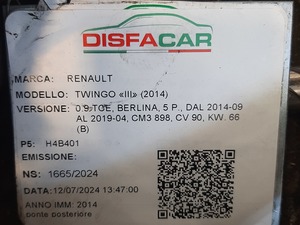 DISFACAR
MARCA: RENAULT
MODELLO: TWINGO «III» (2014)
VERSIONE: 0.9 TCE, BERLINA, 5 P., DAL 2014-09
AL 2019-04, CM3 898, CV 90, KW. 66
(B)
P5: H4B401
EMISSIONE:
NS: 1665/2024
DATA:12/07/2024 13:47:00
ANNO IMM: 2014
ponte posteriore